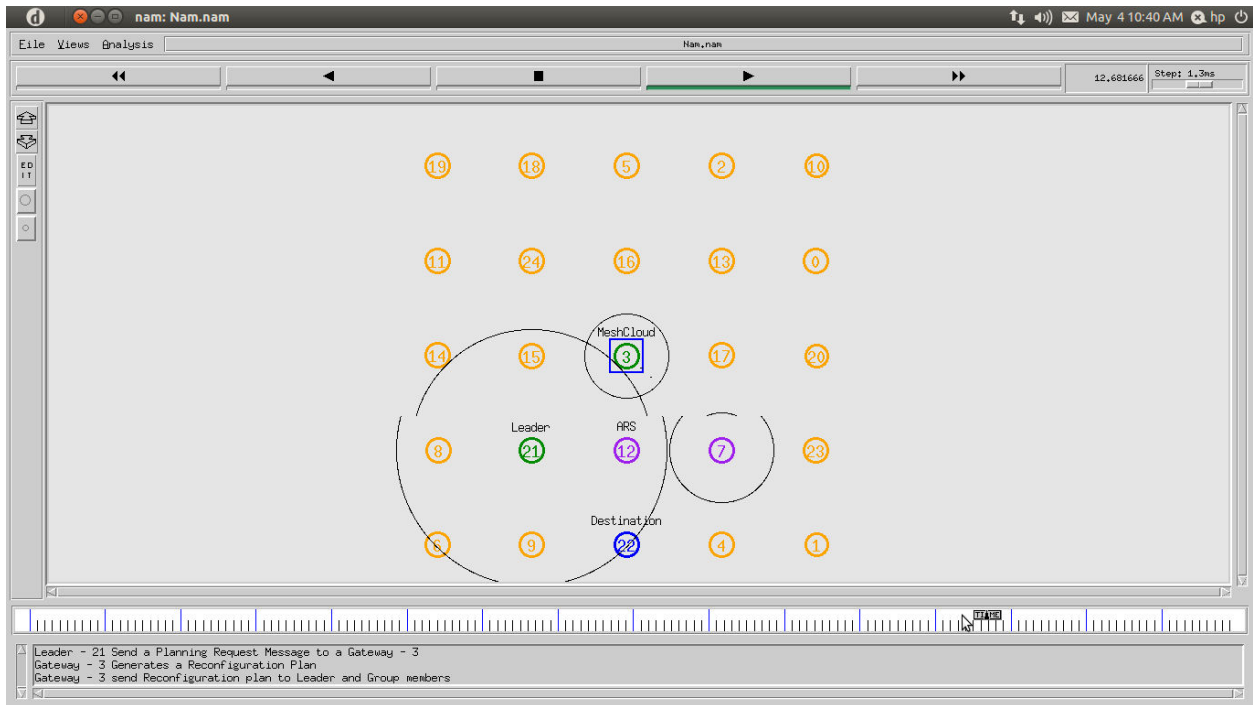 nam: Nam.nam
May 4 10:40 AM hp
File Views Analysis Nam.nam
12.681666 Step: 1.3ms
ED
IT
19 18 5 2 10
11 24 16 13 0
MeshCloud
14 15 3 17 20
Leader ARS
8 21 12 7 23
Destination
6 9 22 4 1
TIME
Leader - 21 Send a Planning Request Message to a Gateway - 3
Gateway - 3 Generates a Reconfiguration Plan
Gateway - 3 send Reconfiguration plan to Leader and Group members